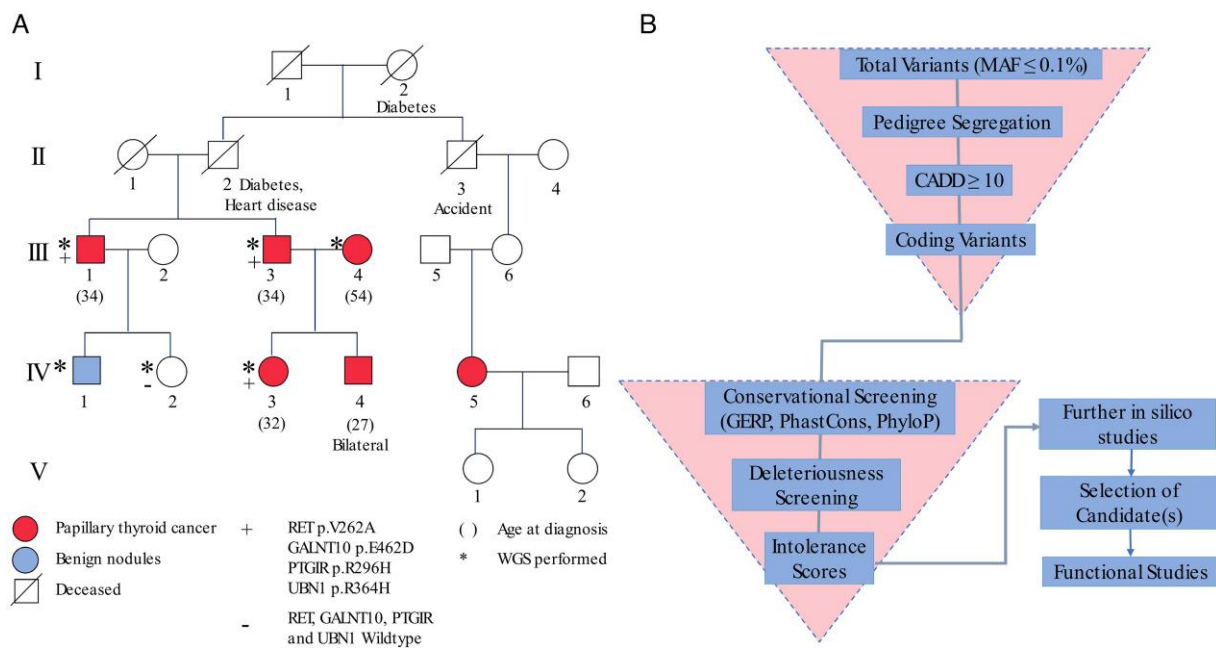 A
B
I
1
2
Diabetes
II
1
2 Diabetes,
Heart disease
3
Accident
4
III
*
+
1
(34)
2
*
+
3
(34)
*
4
(54)
5
6
IV
*
1
*
-
2
*
+
3
(32)
4
(27)
Bilateral
5
6
V
1
2
Papillary thyroid cancer
Benign nodules
Deceased
+
RET p.V262A
GALNT10 p.E462D
PTGIR p.R296H
UBN1 p.R364H
-
RET, GALNT10, PTGIR
and UBN1 Wildtype
( ) Age at diagnosis
* WGS performed
Total Variants (MAF ≤ 0.1%)
Pedigree Segregation
CADD ≥ 10
Coding Variants
Conservational Screening
(GERP, PhastCons, PhyloP)
Deleteriousness
Screening
Intolerance
Scores
Further in silico
studies
Selection of
Candidate(s)
Functional Studies